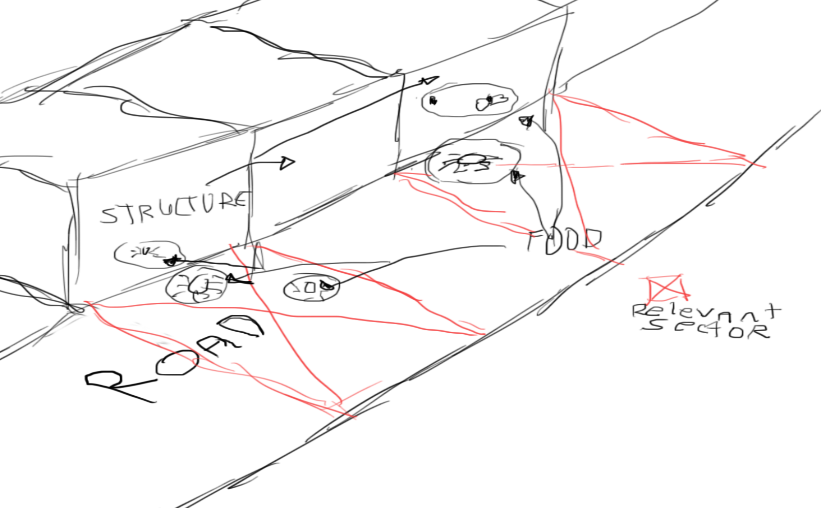 STRUCTURE
FOOD
ROAD
Relevant
SECTOR